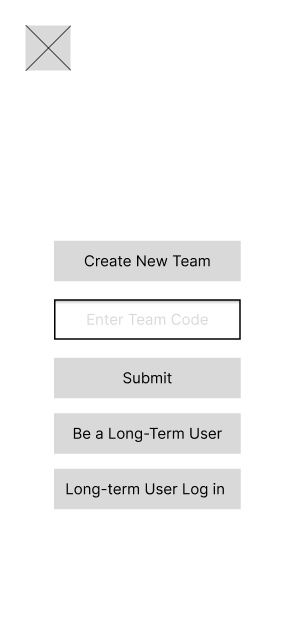 Create New Team
Enter Team Code
Submit
Be a Long-Term User
Long-term User Log in